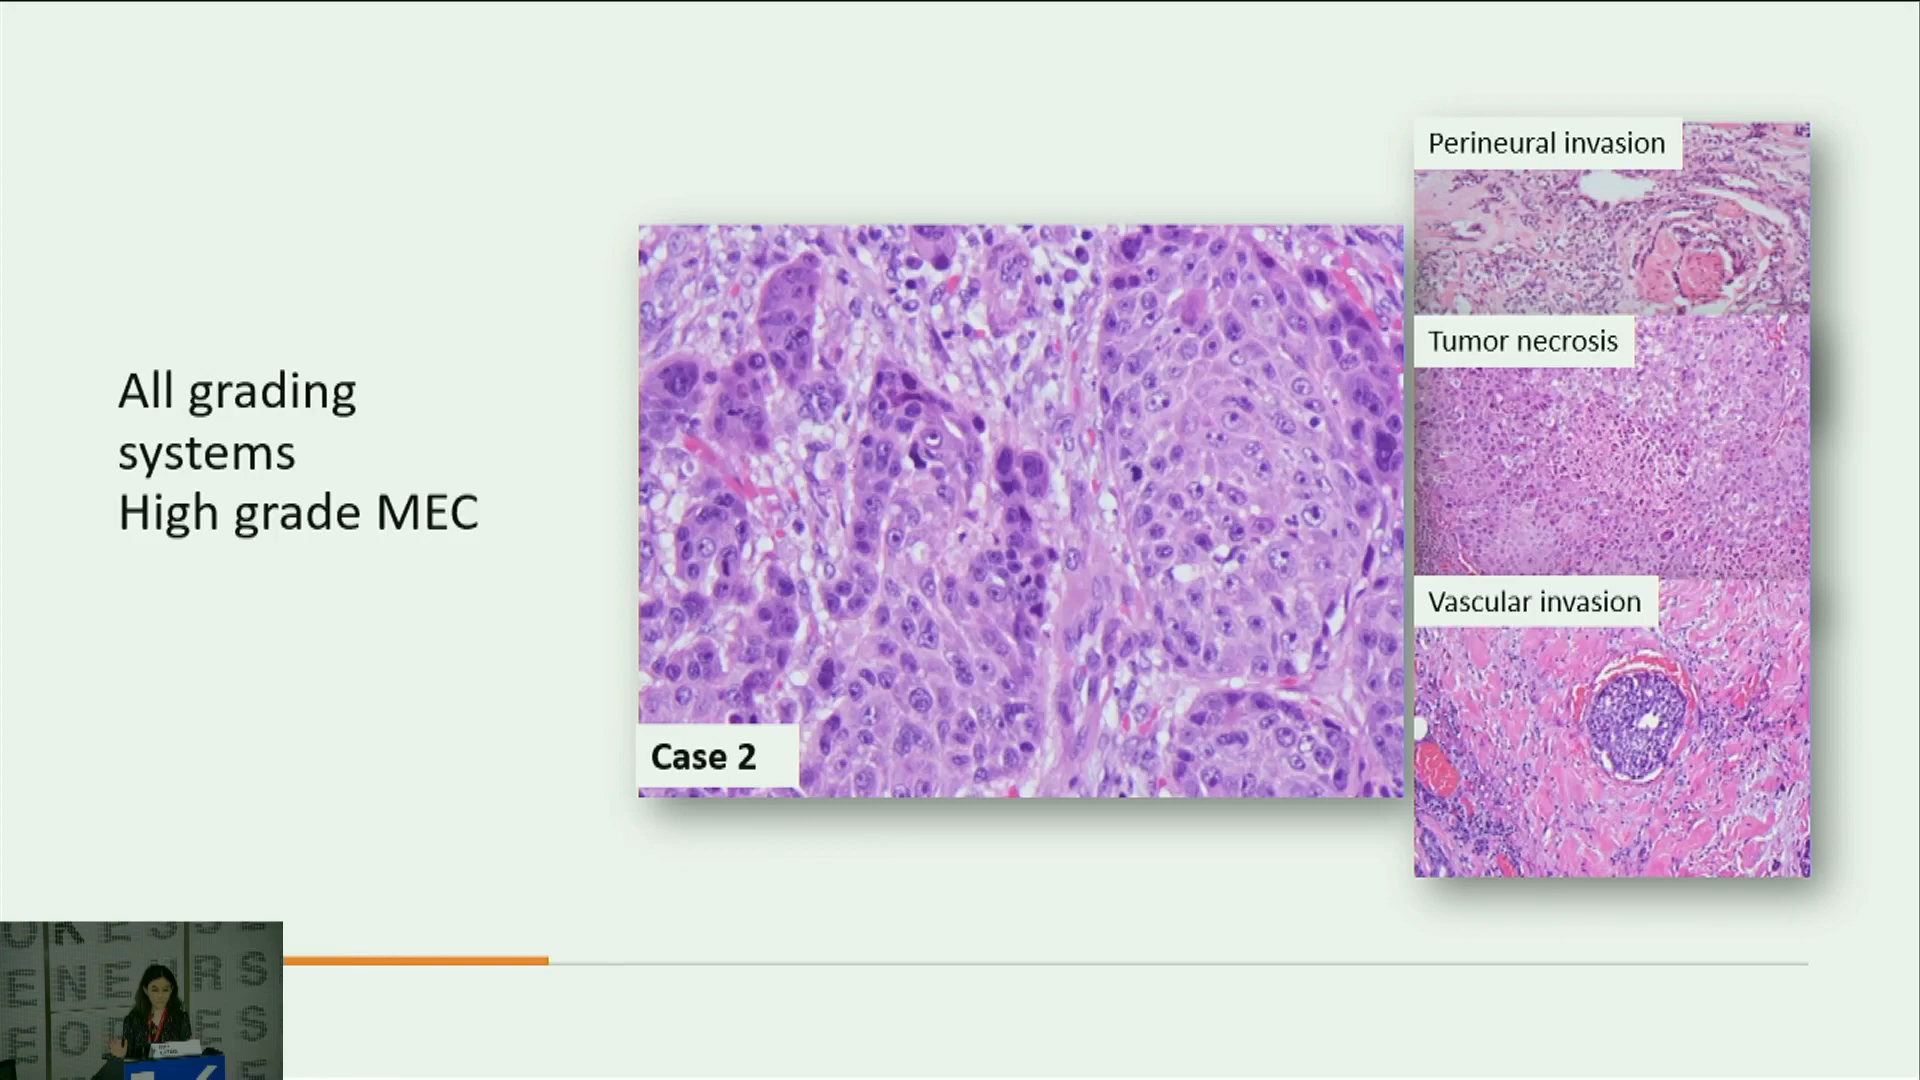 All grading
systems
High grade MEC
Case 2
Perineural invasion
Tumor necrosis
Vascular invasion